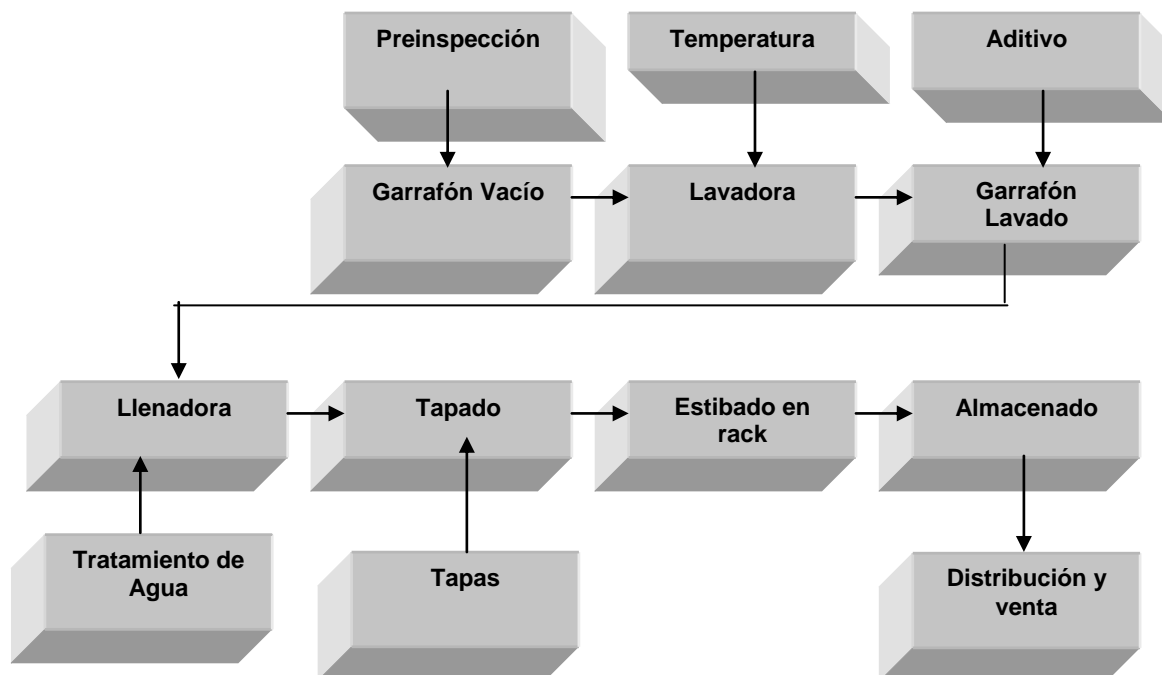 Preinspección
Temperatura
Aditivo
Garrafón Vacío
Lavadora
Garrafón
Lavado
Llenadora
Tapado
Estibado en
rack
Almacenado
Tratamiento de
Agua
Tapas
Distribución y
venta